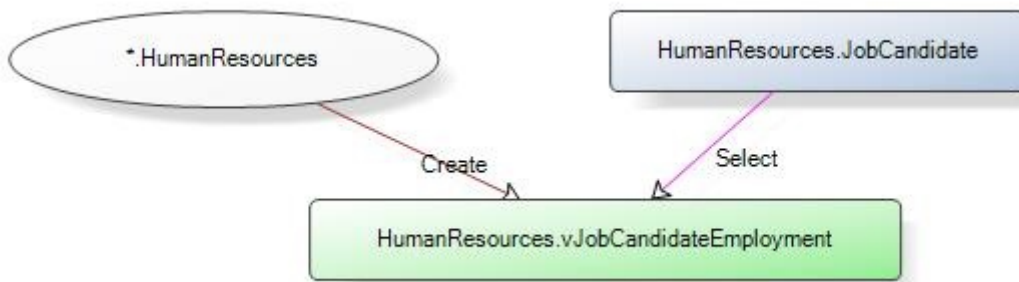 *.HumanResources
HumanResources.JobCandidate
Create
Select
HumanResources.vJobCandidateEmployment